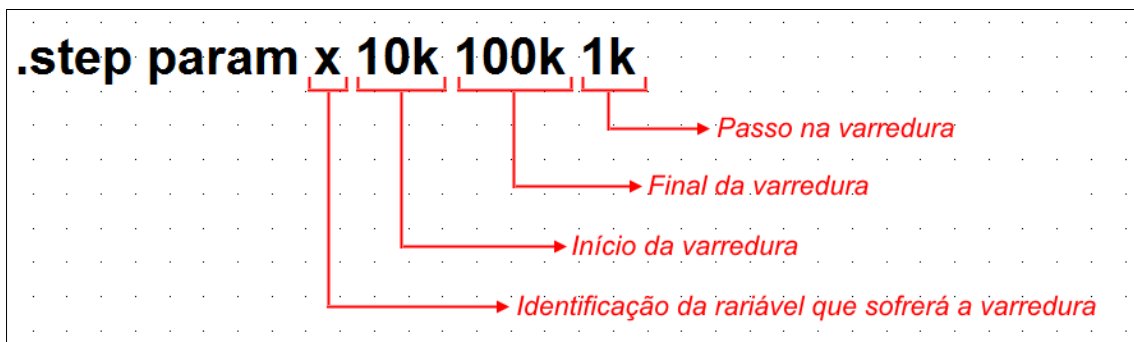 .step param x 10k 100k 1k
Passo na varredura
Final da varredura
Início da varredura
Identificação da rariável que sofrerá a varredura